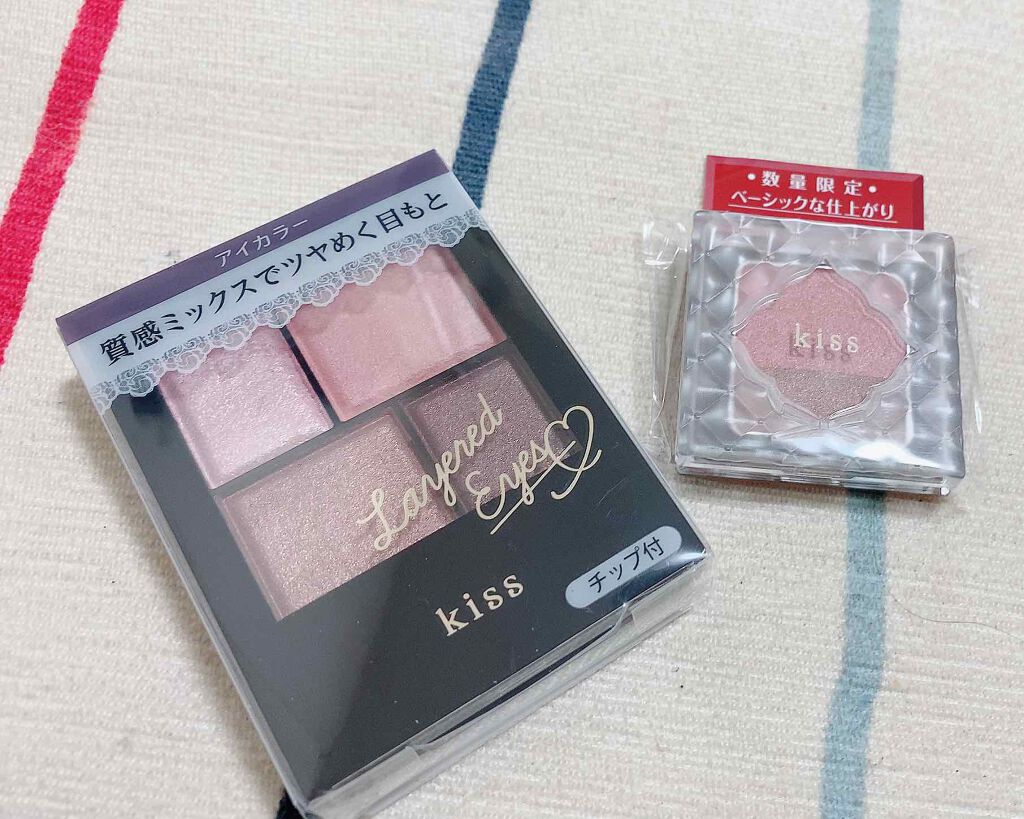 アイカラー
質感ミックスでツヤめく目もと
Layered
Eyes
kiss
チップ付
•数量限定•
ベーシックな仕上がり
kiss